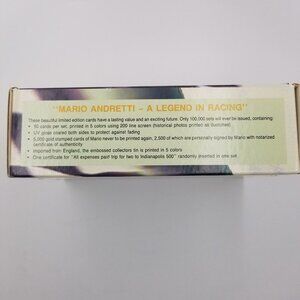 "MARIO ANDRETTI - A LEGEND IN RACING"
These beautiful limited edition cards have a lasting value and an exciting future. Only 100,000 sets will ever be issued, containing:
• 80 cards per set, printed in 5 colors using 200 line screen (historical photos printed as illustrated)
• UV gloss coated both sides to protect against fading
• 5,000 gold stamped cards of Mario never to be printed again, 2,500 of which are personally signed by Mario with notarized
certificate of authenticity
• Imported from England, the embossed collectors tin is printed in 5 colors
• One certificate for "All expenses paid trip for two to Indianapolis 500" randomly inserted in one set